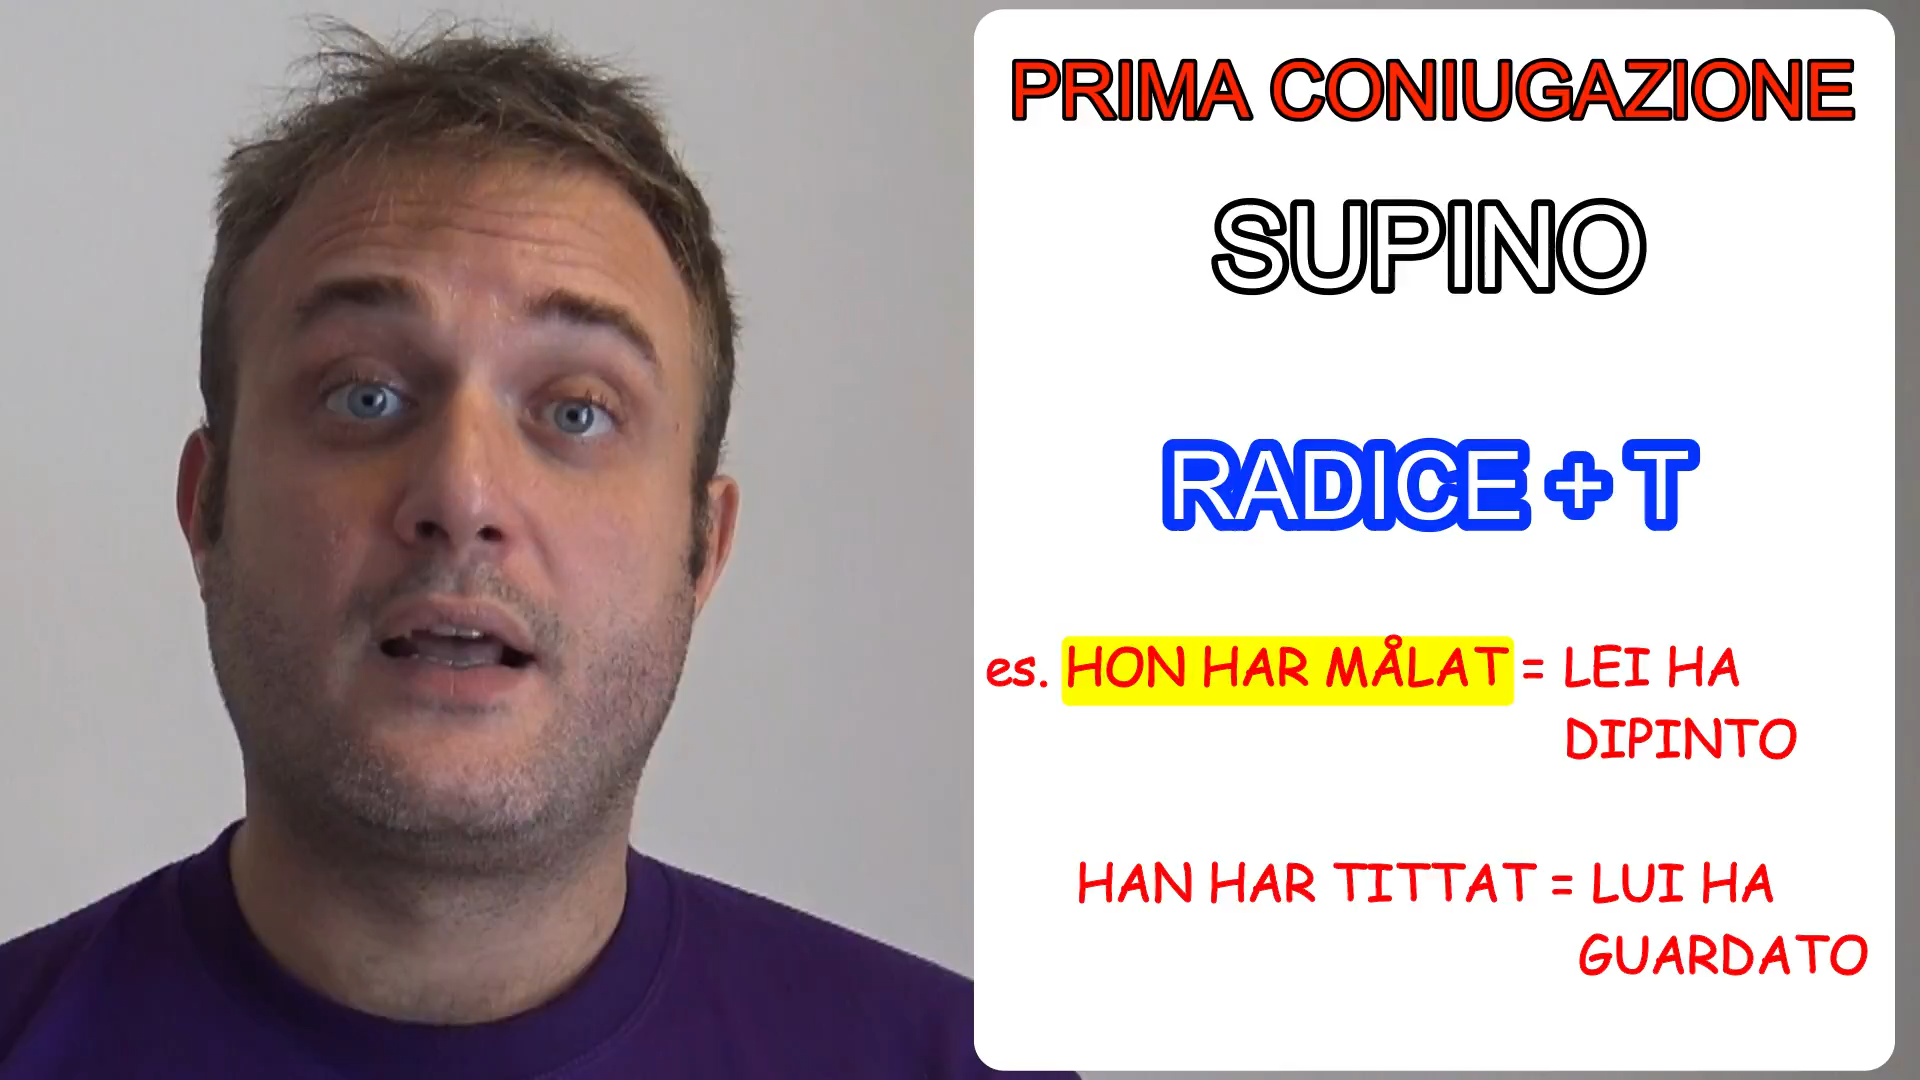 PRIMA CONIUGAZIONE
SUPINO
RADICE + T
es. HON HAR MÅLAT = LEI HA
DIPINTO
HAN HAR TITTAT = LUI HA
GUARDATO